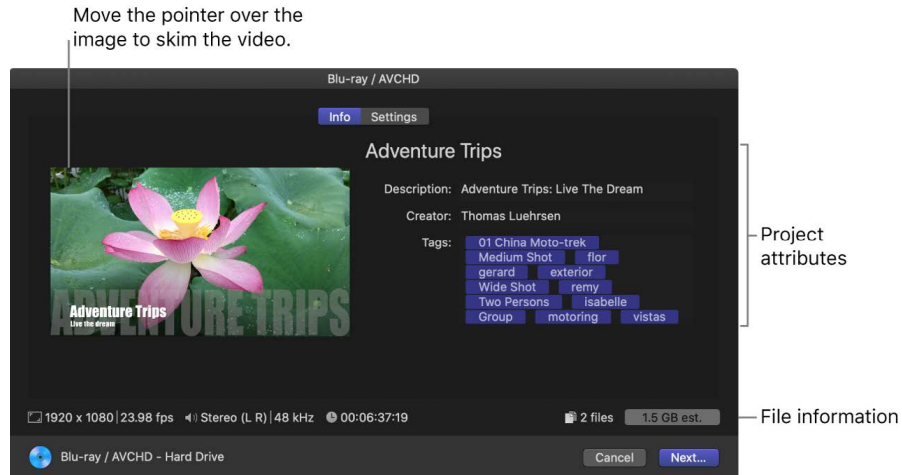 Move the pointer over the
image to skim the video.
Blu-ray / AVCHD
Info Settings
Adventure Trips
Description: Adventure Trips: Live The Dream
Creator: Thomas Luehrsen
Tags: 01 China Moto-trek
Medium Shot flor
gerard exterior
Wide Shot remy
Two Persons isabelle
Group motoring vistas
ADVENTURE TRIPS
Adventure Trips
Live the dream
Project
attributes
1920 x 1080 | 23.98 fps Stereo (L R) | 48 kHz 00:06:37:19 2 files 1.5 GB est.
File information
Blu-ray / AVCHD - Hard Drive Cancel Next...